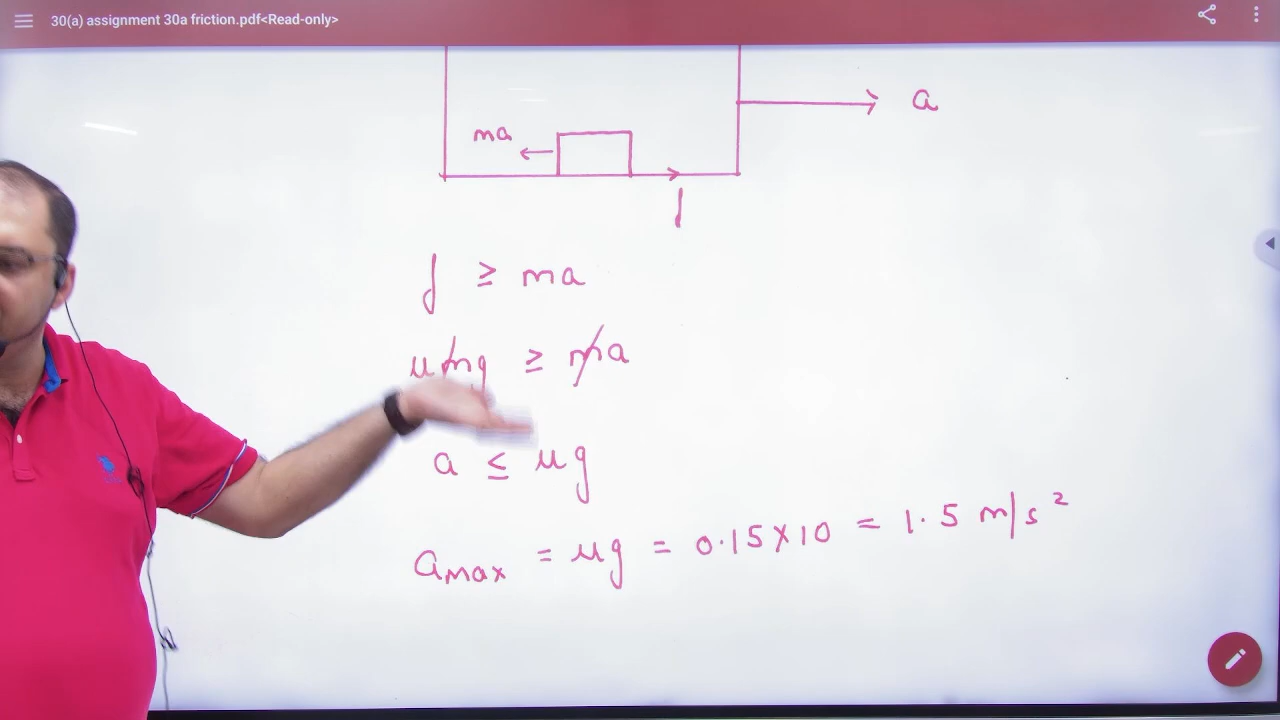 30(a) assignment 30a friction.pdf<Read-only>
a
ma
f
f ≥ ma
μmg ≥ ma
a ≤ μg
aмах = μg = 0.15×10 = 1.5 m/s²